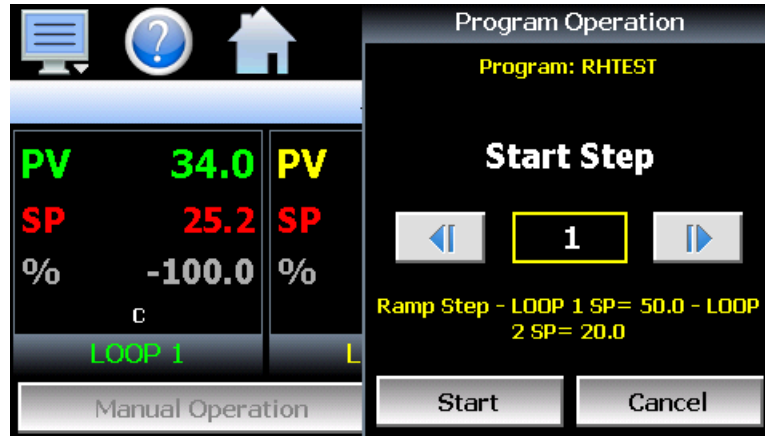 ?
PV 34.0
SP 25.2
% -100.0
C
LOOP 1
PV
SP
%
L
Manual Operation
Program Operation
Program: RHTEST
Start Step
1
Ramp Step - LOOP 1 SP= 50.0 - LOOP
2 SP= 20.0
Start
Cancel